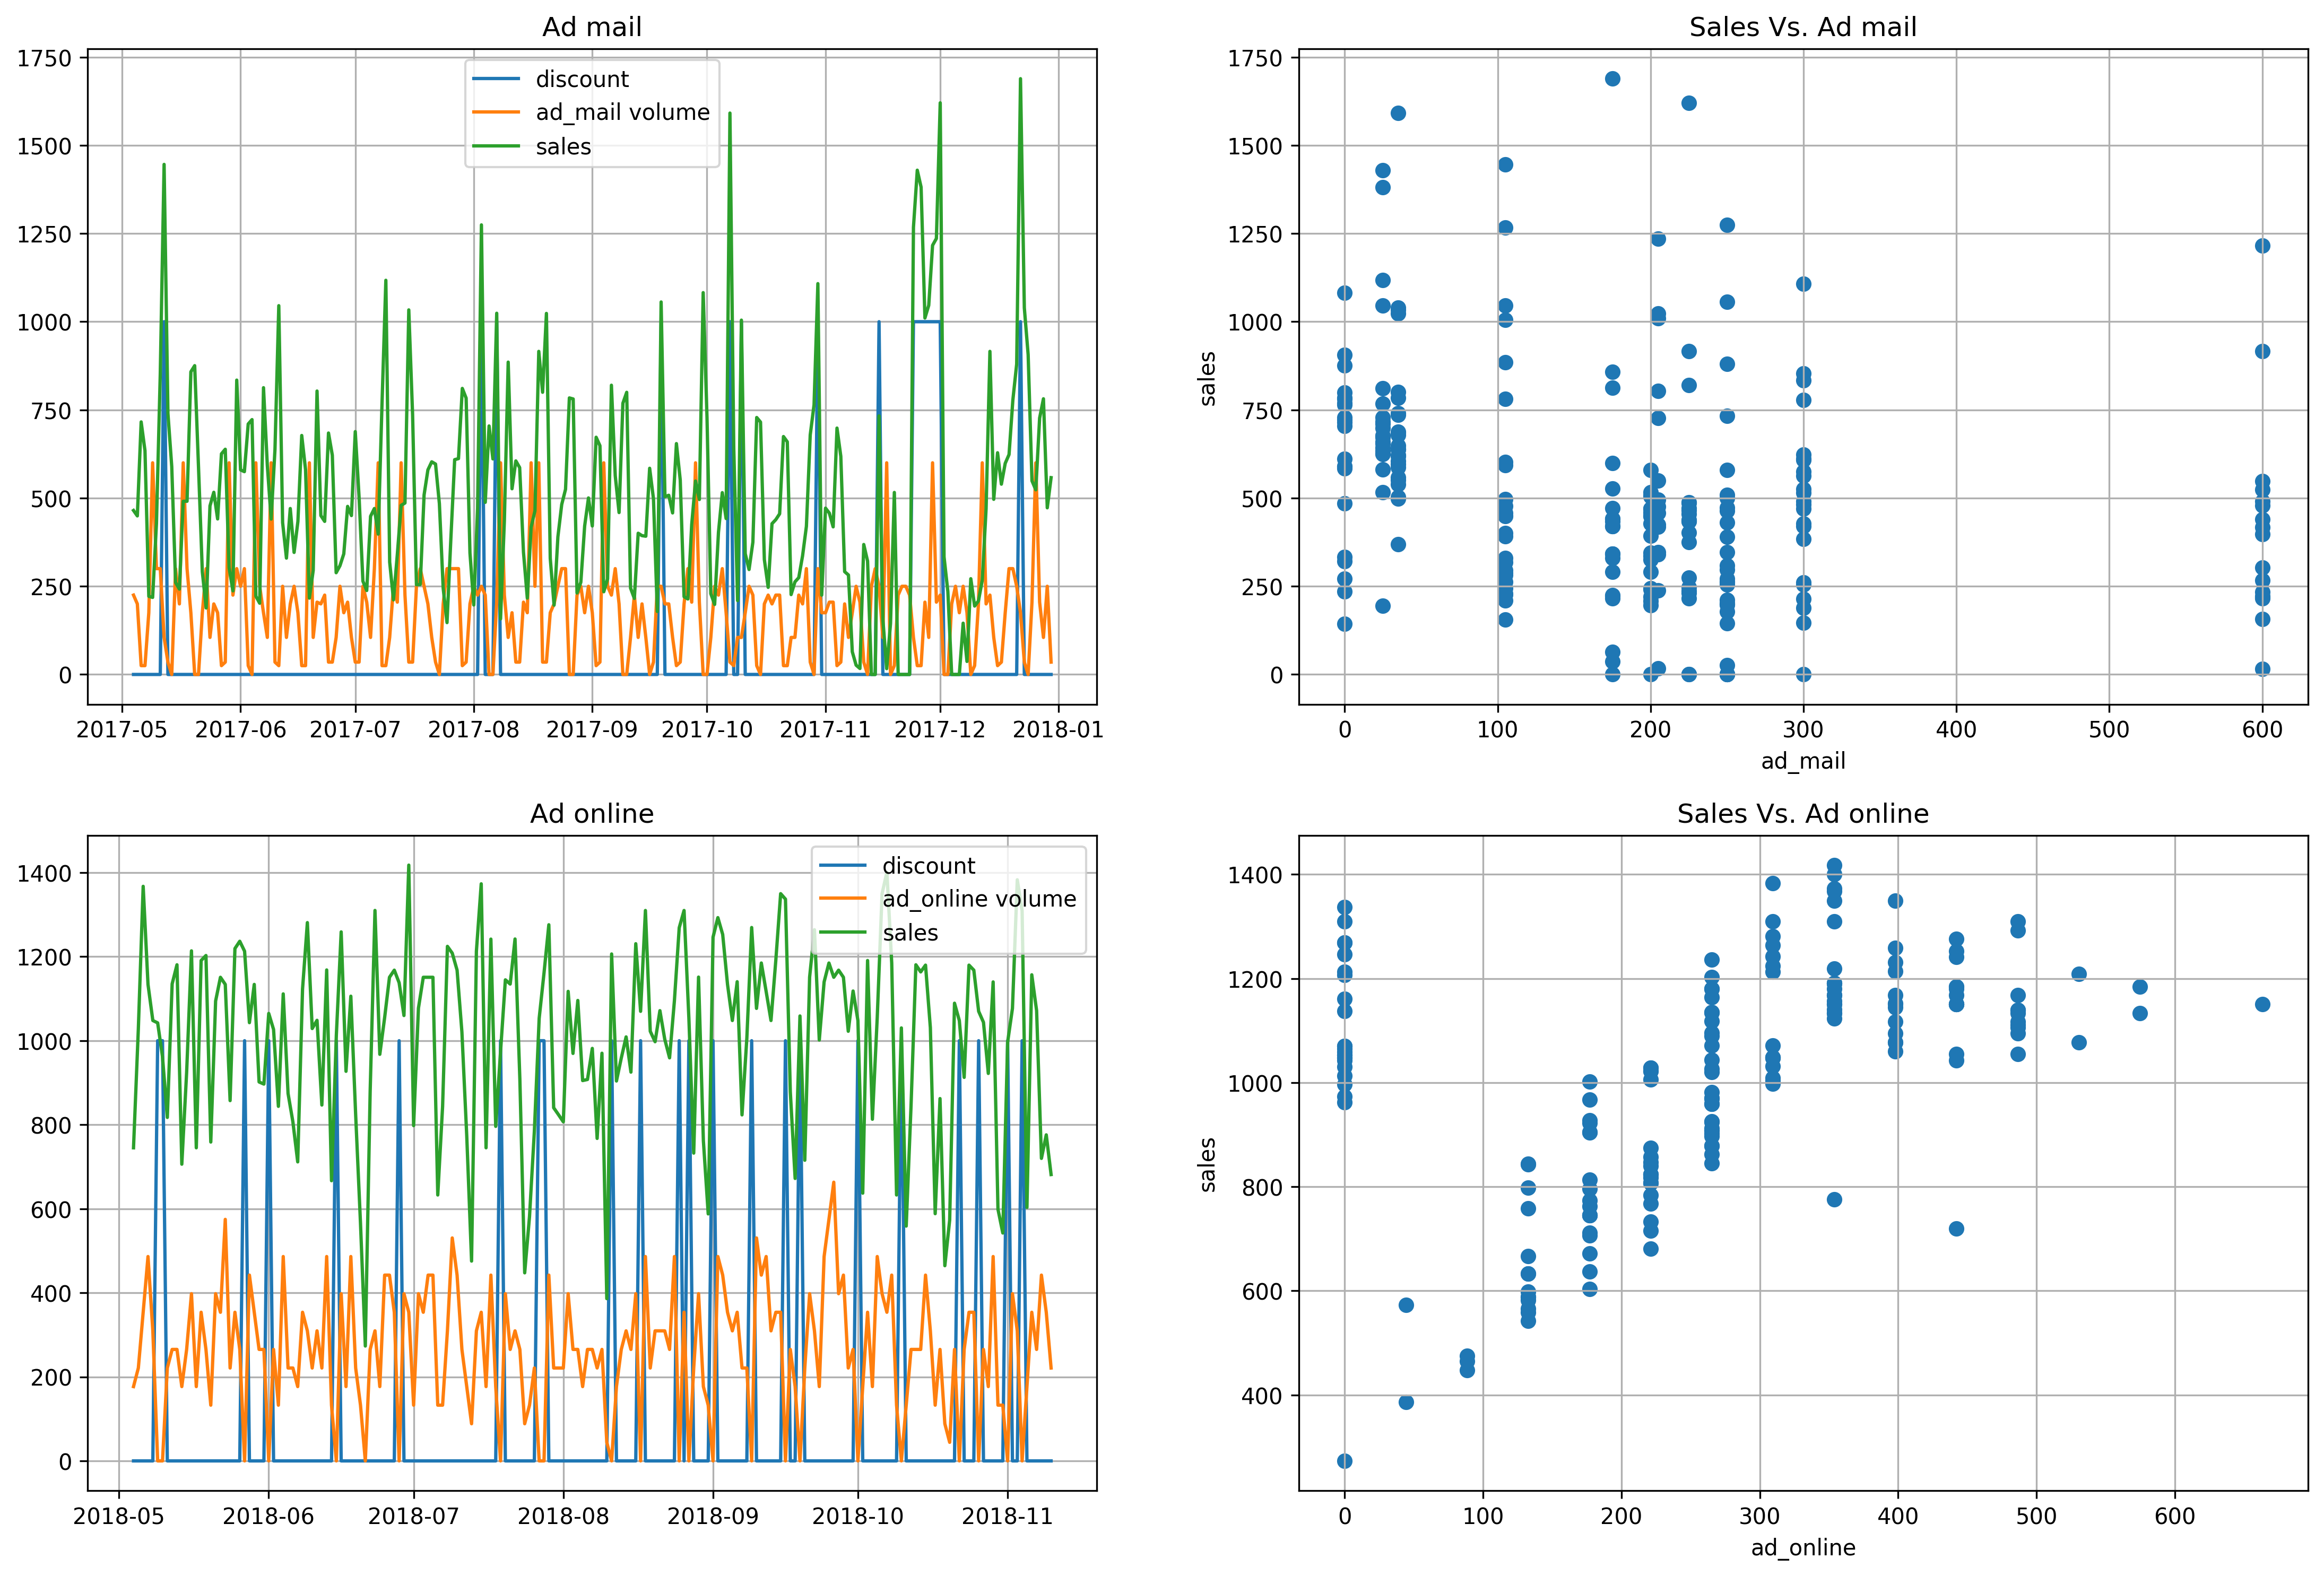 Ad mail
1750
1500
1250
1000
750
500
250
0
discount
ad_mail volume
sales
2017-05 2017-06 2017-07 2017-08 2017-09 2017-10 2017-11 2017-12 2018-01
Sales Vs. Ad mail
sales
1750
1500
1250
1000
750
500
250
0
0 100 200 300 400 500 600
ad_mail
Ad online
1400
1200
1000
800
600
400
200
0
discount
ad_online volume
sales
2018-05 2018-06 2018-07 2018-08 2018-09 2018-10 2018-11
Sales Vs. Ad online
sales
1400
1200
1000
800
600
400
0 100 200 300 400 500 600
ad_online